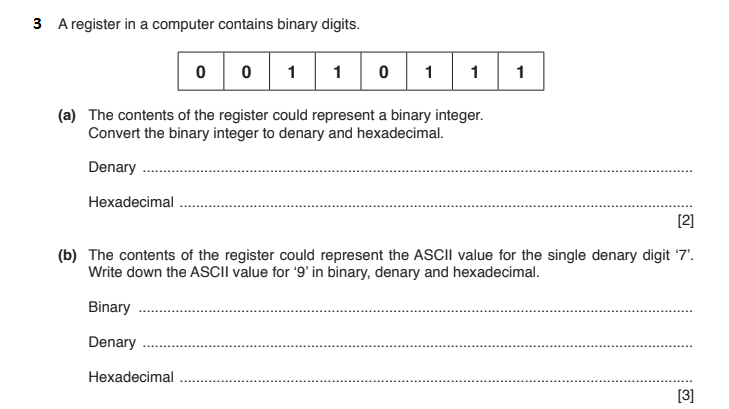 3 A register in a computer contains binary digits.
0 0 1 1 0 1 1 1
(a) The contents of the register could represent a binary integer.
Convert the binary integer to denary and hexadecimal.
Denary ..........................................................................................................................................
Hexadecimal ..................................................................................................................................
[2]
(b) The contents of the register could represent the ASCII value for the single denary digit ‘7’.
Write down the ASCII value for ‘9’ in binary, denary and hexadecimal.
Binary ...........................................................................................................................................
Denary ..........................................................................................................................................
Hexadecimal ..................................................................................................................................
[3]